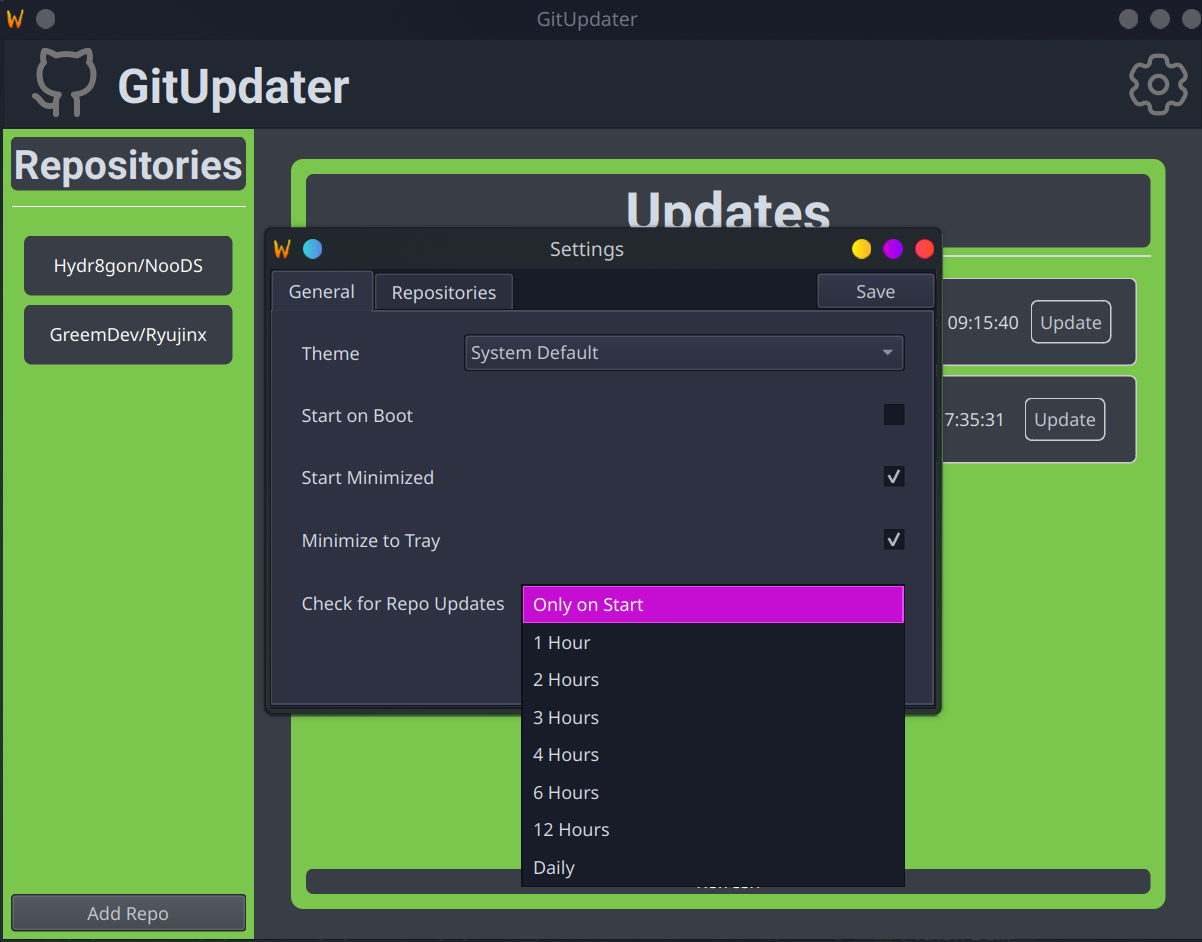 GitUpdater
GitUpdater
Repositories
Hydr8gon/NooDS
GreemDev/Ryujinx
Add Repo
Updates
09:15:40 Update
7:35:31 Update
Settings
General Repositories Save
Theme System Default
Start on Boot
Start Minimized
Minimize to Tray
Check for Repo Updates Only on Start
1 Hour
2 Hours
3 Hours
4 Hours
6 Hours
12 Hours
Daily